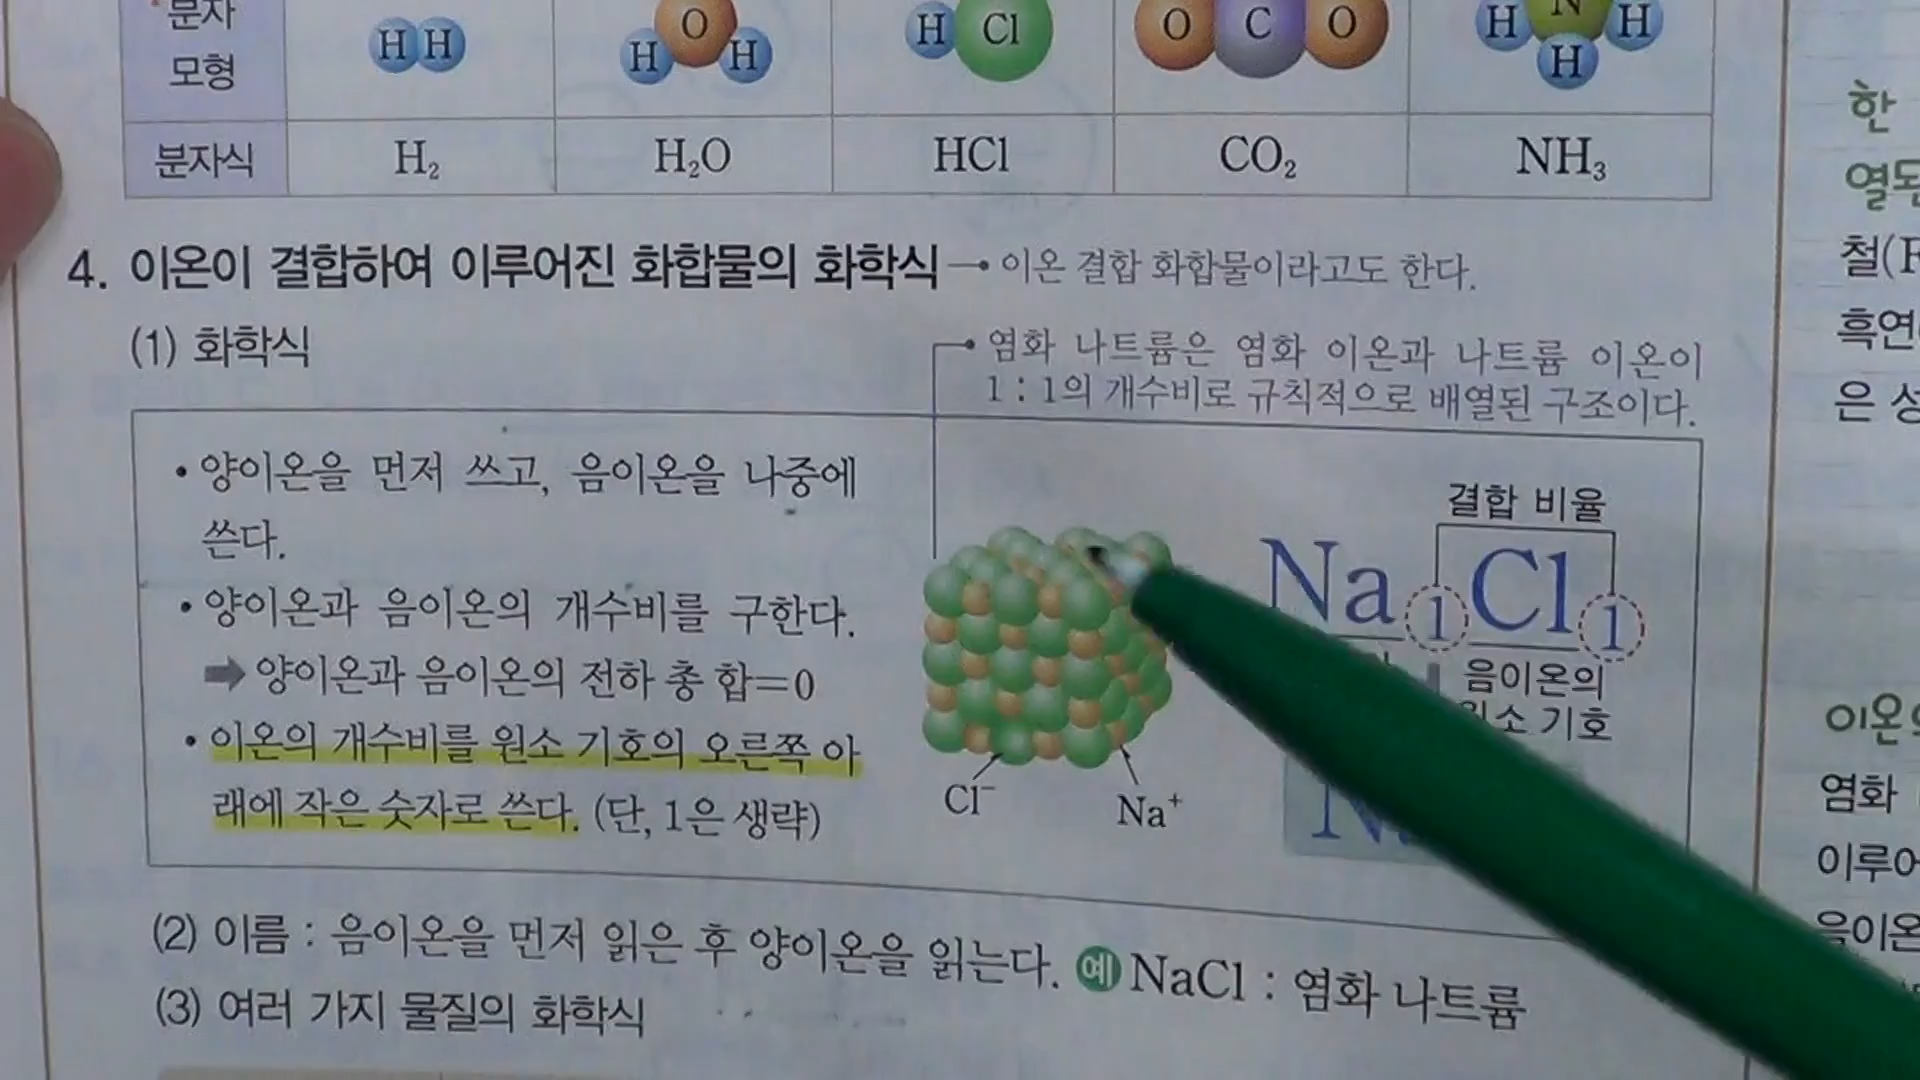 분자
모형
H H
H O H
H Cl
O C O
H N H
H
분자식 H₂ H₂O HCl CO₂ NH₃
4. 이온이 결합하여 이루어진 화합물의 화학식 → 이온 결합 화합물이라고도 한다.
(1) 화학식
염화 나트륨은 염화 이온과 나트륨 이온이
1 : 1의 개수비로 규칙적으로 배열된 구조이다.
• 양이온을 먼저 쓰고, 음이온을 나중에
쓴다.
• 양이온과 음이온의 개수비를 구한다.
➡ 양이온과 음이온의 전하 총 합=0
• 이온의 개수비를 원소 기호의 오른쪽 아
래에 작은 숫자로 쓴다. (단, 1은 생략)
Cl⁻
Na⁺
결합 비율
Na₁Cl₁
음이온의
원소 기호
(2) 이름 : 음이온을 먼저 읽은 후 양이온을 읽는다. 예 NaCl : 염화 나트륨
(3) 여러 가지 물질의 화학식
한
열된
철(F
흑연
은 성
염화
이루어
음이온